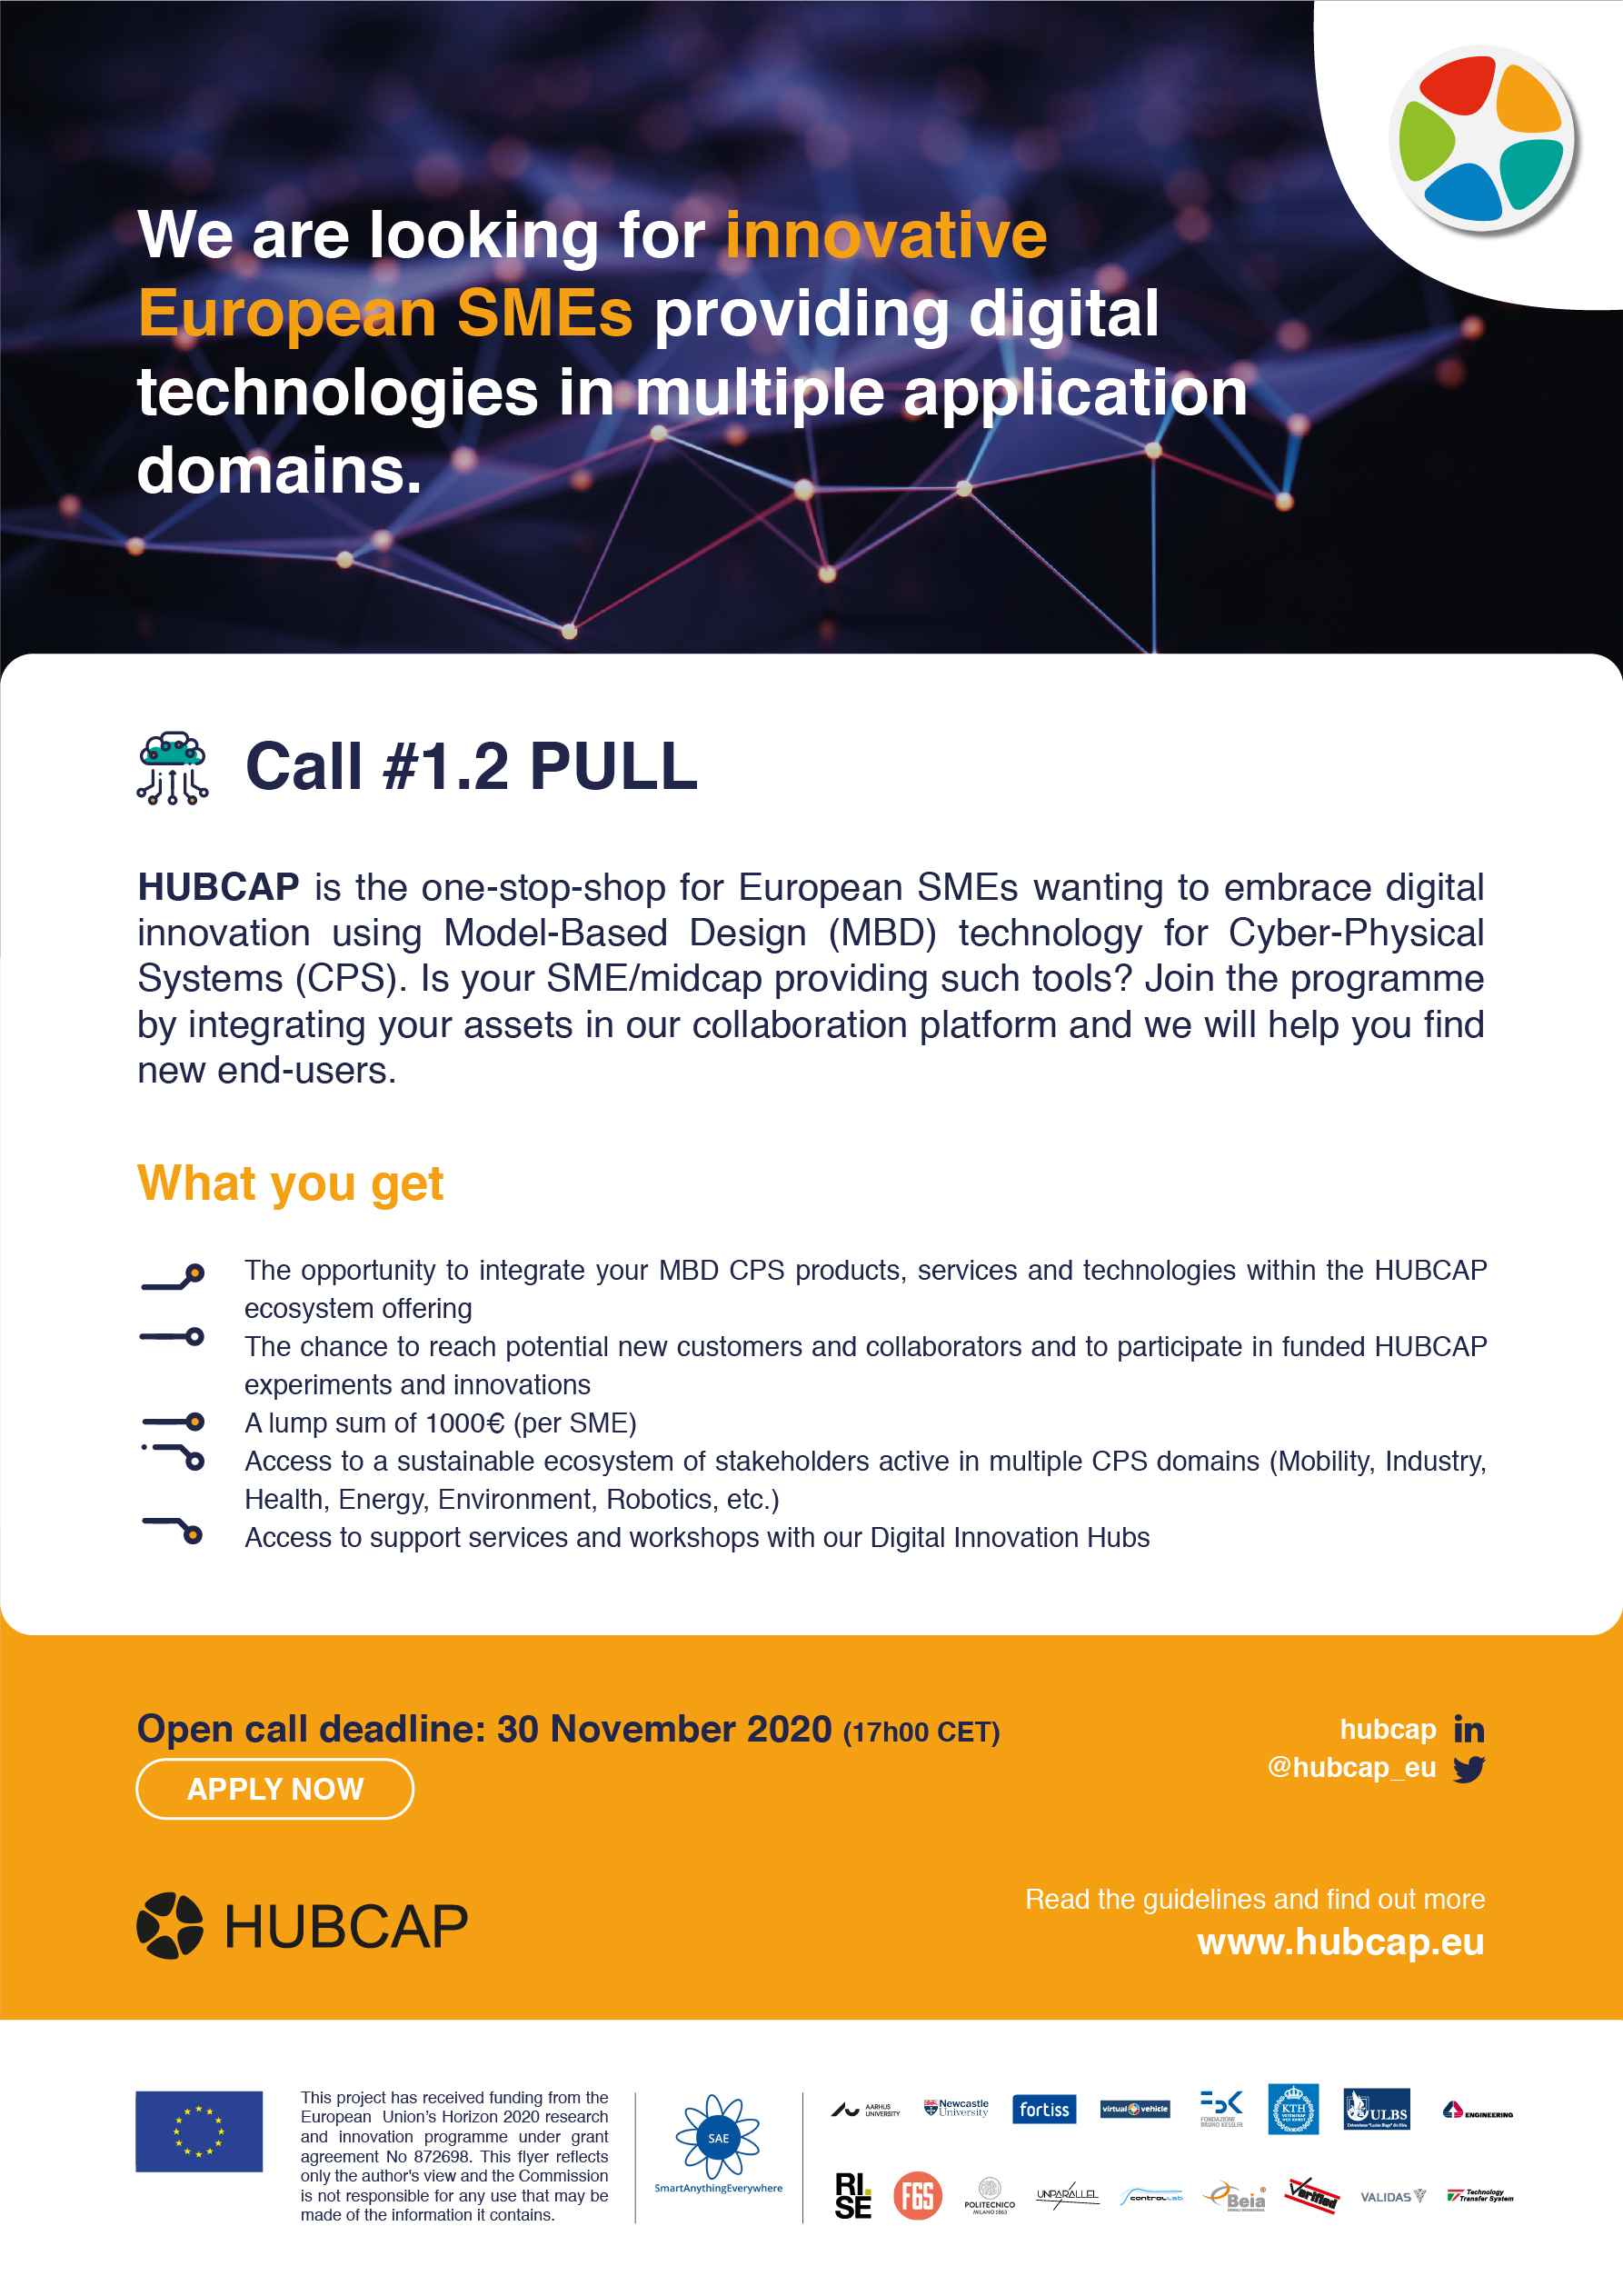 We are looking for innovative
European SMEs providing digital
technologies in multiple application
domains.
Call #1.2 PULL
HUBCAP is the one-stop-shop for European SMEs wanting to embrace digital
innovation using Model-Based Design (MBD) technology for Cyber-Physical
Systems (CPS). Is your SME/midcap providing such tools? Join the programme
by integrating your assets in our collaboration platform and we will help you find
new end-users.
What you get
The opportunity to integrate your MBD CPS products, services and technologies within the HUBCAP
ecosystem offering
The chance to reach potential new customers and collaborators and to participate in funded HUBCAP
experiments and innovations
A lump sum of 1000€ (per SME)
Access to a sustainable ecosystem of stakeholders active in multiple CPS domains (Mobility, Industry,
Health, Energy, Environment, Robotics, etc.)
Access to support services and workshops with our Digital Innovation Hubs
Open call deadline: 30 November 2020 (17h00 CET)
APPLY NOW
hubcap
@hubcap_eu
HUBCAP
Read the guidelines and find out more
www.hubcap.eu
This project has received funding from the
European Union's Horizon 2020 research
and innovation programme under grant
agreement No 872698. This flyer reflects
only the author's view and the Commission
is not responsible for any use that may be
made of the information it contains.
SAE
SmartAnythingEverywhere
AARHUS
UNIVERSITY
Newcastle
University
fortiss
virtual vehicle
FBK
FONDAZIONE
BRUNO KESSLER
KTH
VETENSKAP
OCH KONST
ULBS
ENGINEERING
RI.
SE
F6S
POLITECNICO
MILANO 1863
UNPARALLEL
controllab
Beia
Verified
VALIDAS
Technology
Transfer System